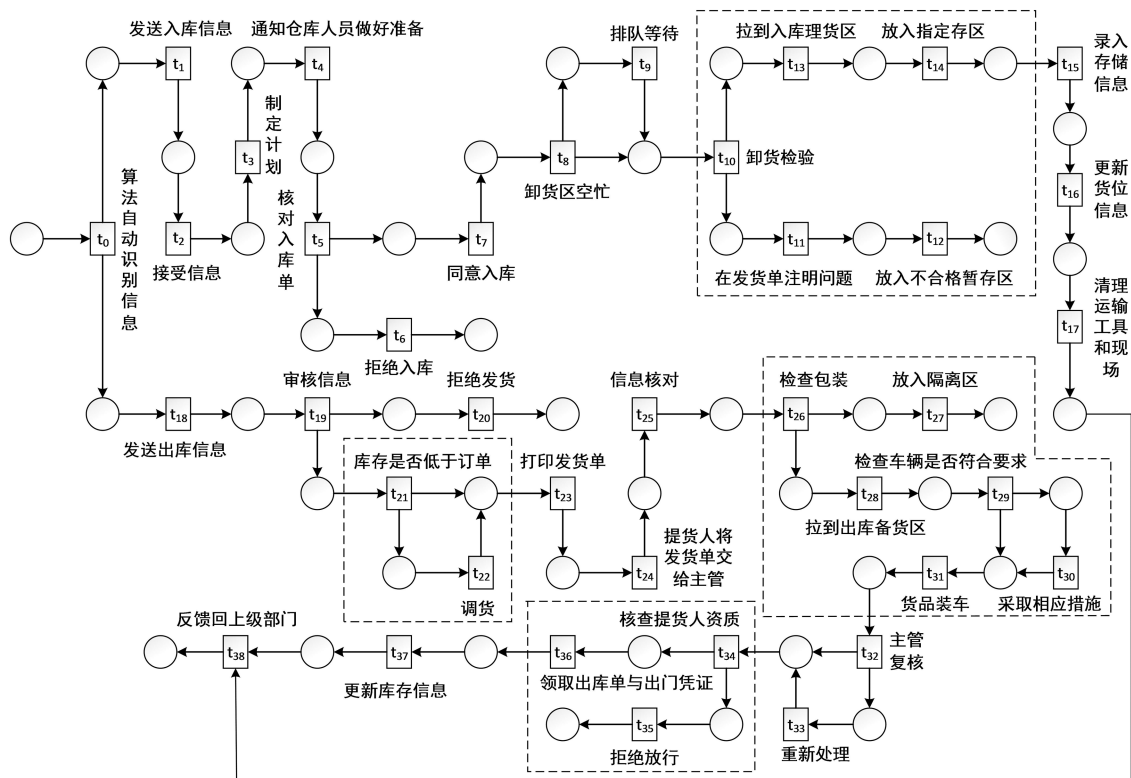 发送入库信息
通知仓库人员做好准备
排队等待
拉到入库理货区
放入指定存区
录入
存储
信息
t1
t4
t9
t13
t14
t15
制定计划
t3
t8
t10
卸货检验
卸货区空忙
t16
更新
货位
信息
算法自动识别信息
核对入库单
t0
t2
t5
t7
t11
t12
接受信息
同意入库
在发货单注明问题
放入不合格暂存区
清理
运输
工具
和现
场
t17
t6
拒绝入库
审核信息
拒绝发货
信息核对
检查包装
放入隔离区
t18
t19
t20
t25
t26
t27
发送出库信息
库存是否低于订单
打印发货单
检查车辆是否符合要求
t21
t23
t28
t29
拉到出库备货区
提货人将
发货单交
给主管
t22
t24
t31
t30
调货
货品装车
采取相应措施
反馈回上级部门
核查提货人资质
主管
复核
t38
t37
t36
t34
t32
更新库存信息
领取出库单与出门凭证
t35
t33
拒绝放行
重新处理